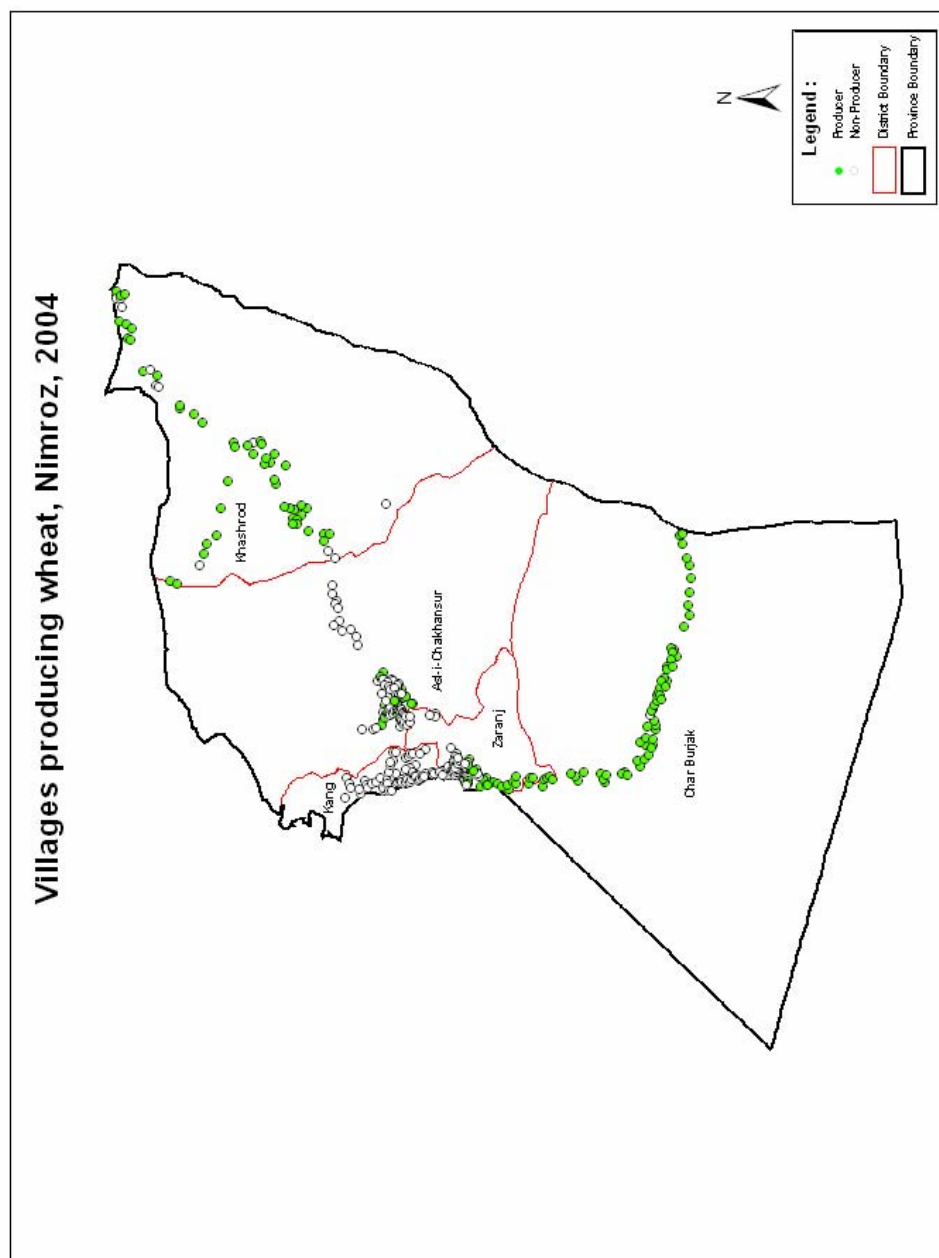 Villages producing wheat, Nimroz, 2004
N
Legend :
Producer
Non-Producer
District Boundary
Province Boundary
Khashrod
Asl-i-Chakhansur
Kang
Zaranj
Char Burjak